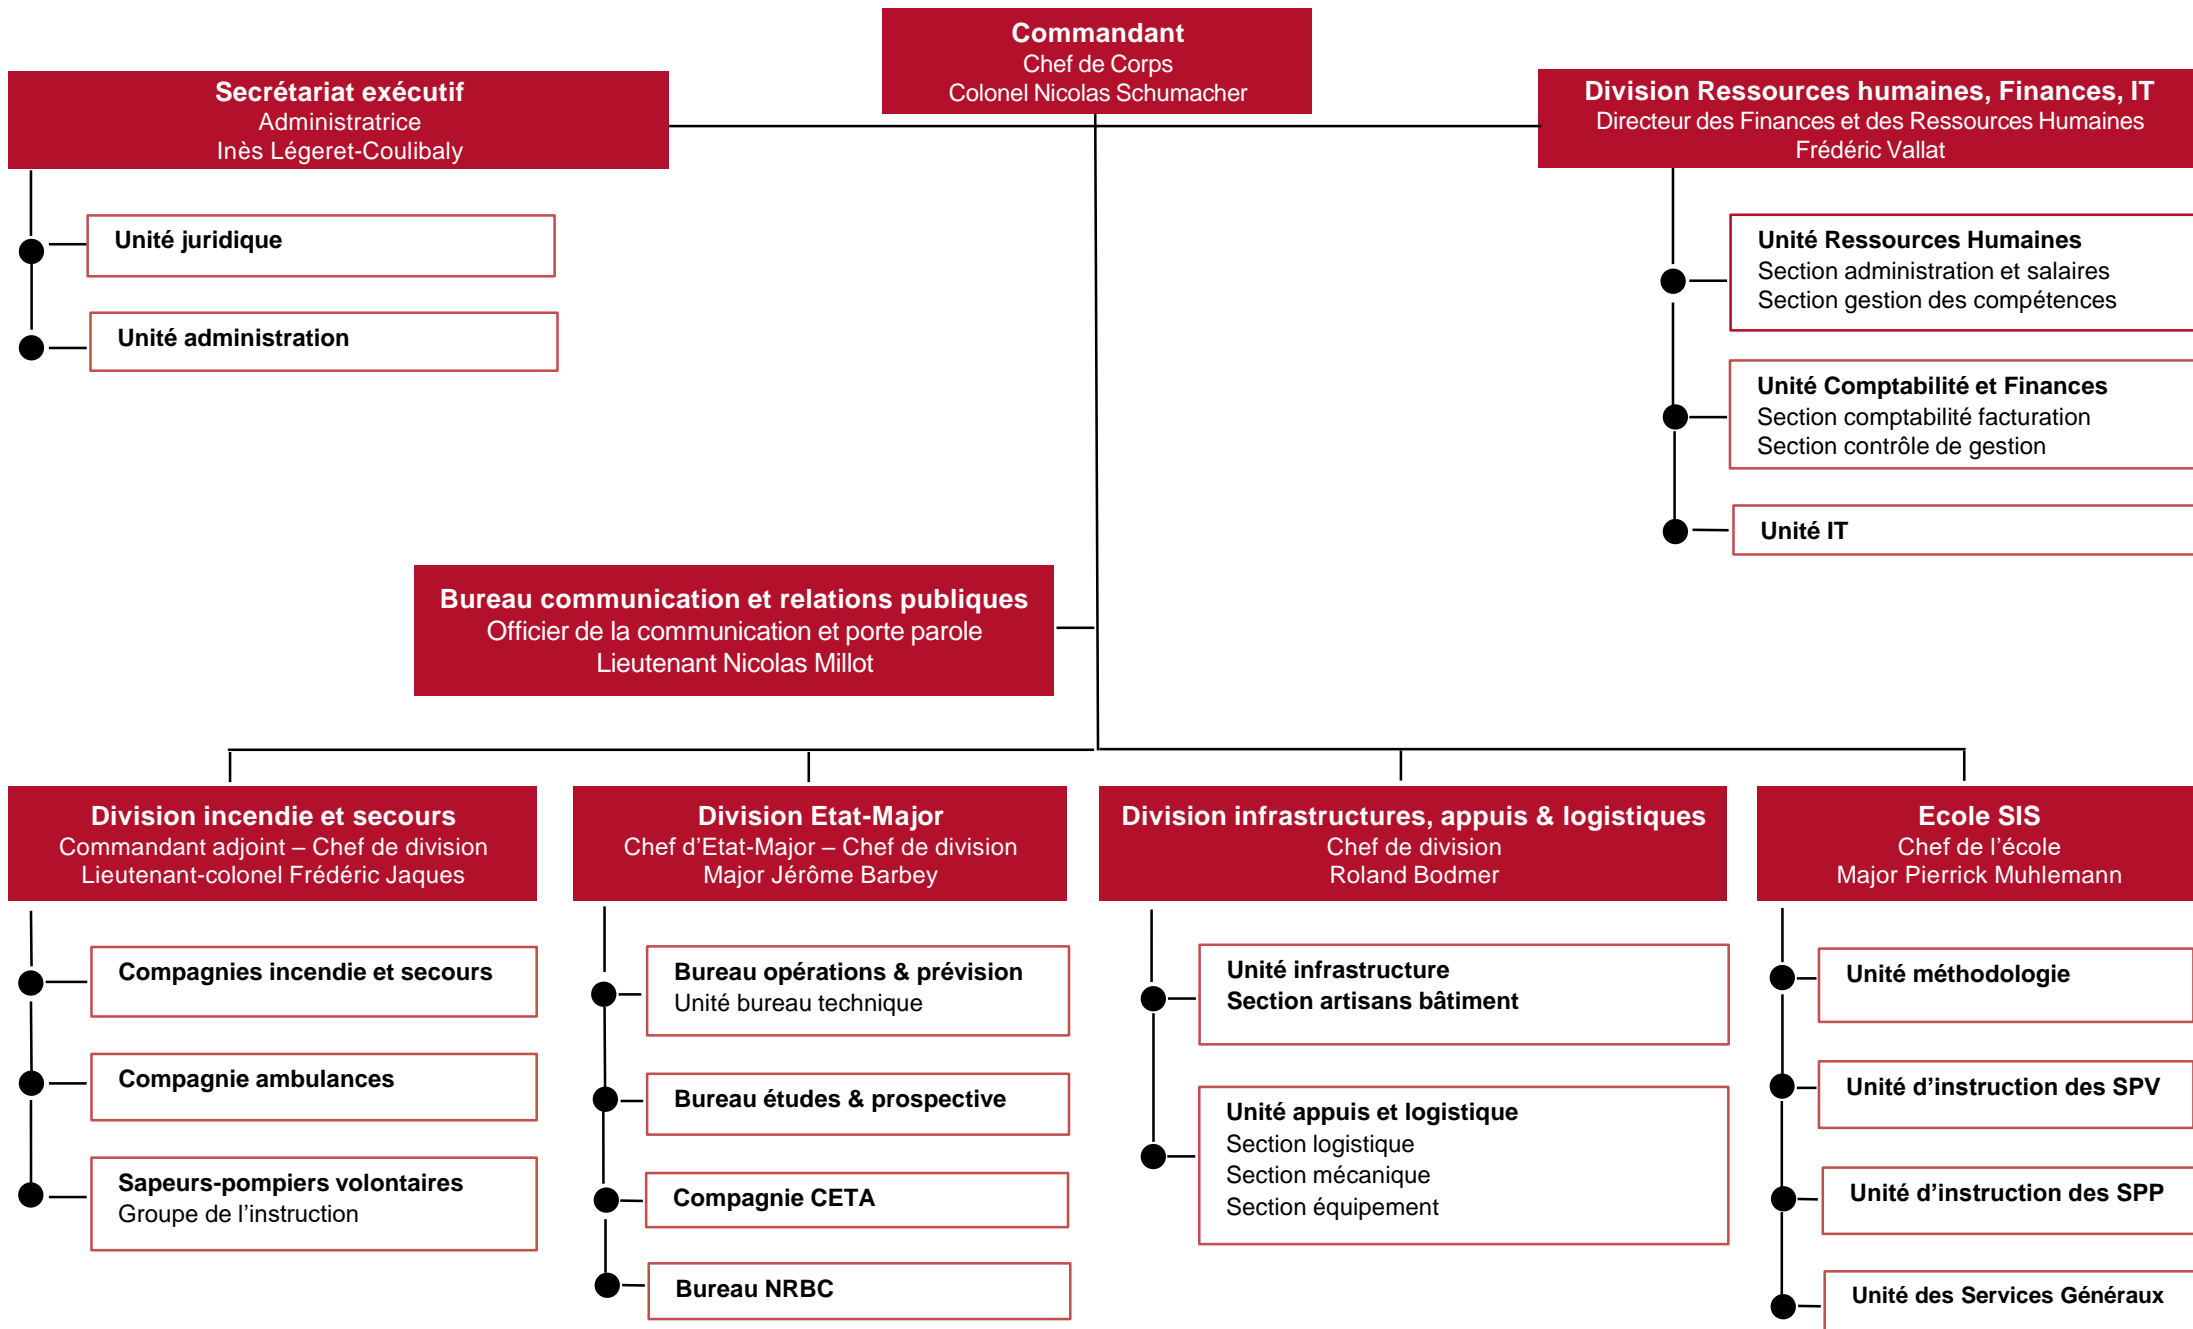 Commandant
Chef de Corps
Colonel Nicolas Schumacher
Secrétariat exécutif
Administratrice
Inès Légeret-Coulibaly
Division Ressources humaines, Finances, IT
Directeur des Finances et des Ressources Humaines
Frédéric Vallat
Unité juridique
Unité administration
Unité Ressources Humaines
Section administration et salaires
Section gestion des compétences
Unité Comptabilité et Finances
Section comptabilité facturation
Section contrôle de gestion
Unité IT
Bureau communication et relations publiques
Officier de la communication et porte parole
Lieutenant Nicolas Millot
Division incendie et secours
Commandant adjoint – Chef de division
Lieutenant-colonel Frédéric Jaques
Compagnies incendie et secours
Compagnie ambulances
Sapeurs-pompiers volontaires
Groupe de l’instruction
Division Etat-Major
Chef d’Etat-Major – Chef de division
Major Jérôme Barbey
Bureau opérations & prévision
Unité bureau technique
Bureau études & prospective
Compagnie CETA
Bureau NRBC
Division infrastructures, appuis & logistiques
Chef de division
Roland Bodmer
Unité infrastructure
Section artisans bâtiment
Unité appuis et logistique
Section logistique
Section mécanique
Section équipement
Ecole SIS
Chef de l’école
Major Pierrick Muhlemann
Unité méthodologie
Unité d’instruction des SPV
Unité d’instruction des SPP
Unité des Services Généraux